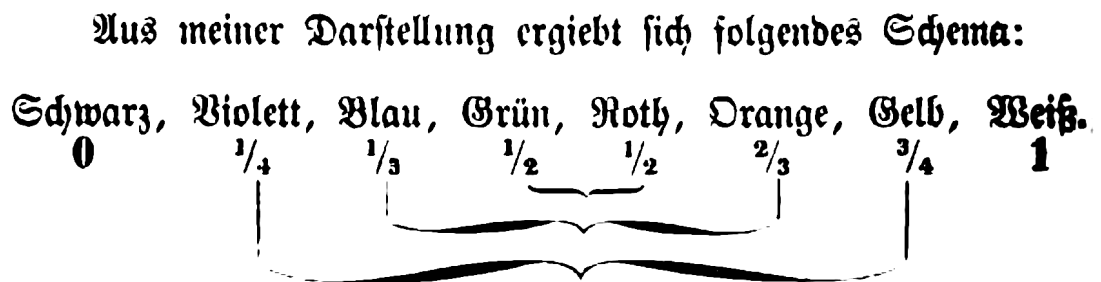 Aus meiner Darstellung ergiebt sich folgendes Schema:
Schwarz, Violett, Blau, Grün, Roth, Orange, Gelb, Weiß.
0 1/4 1/3 1/2 1/2 2/3 3/4 1